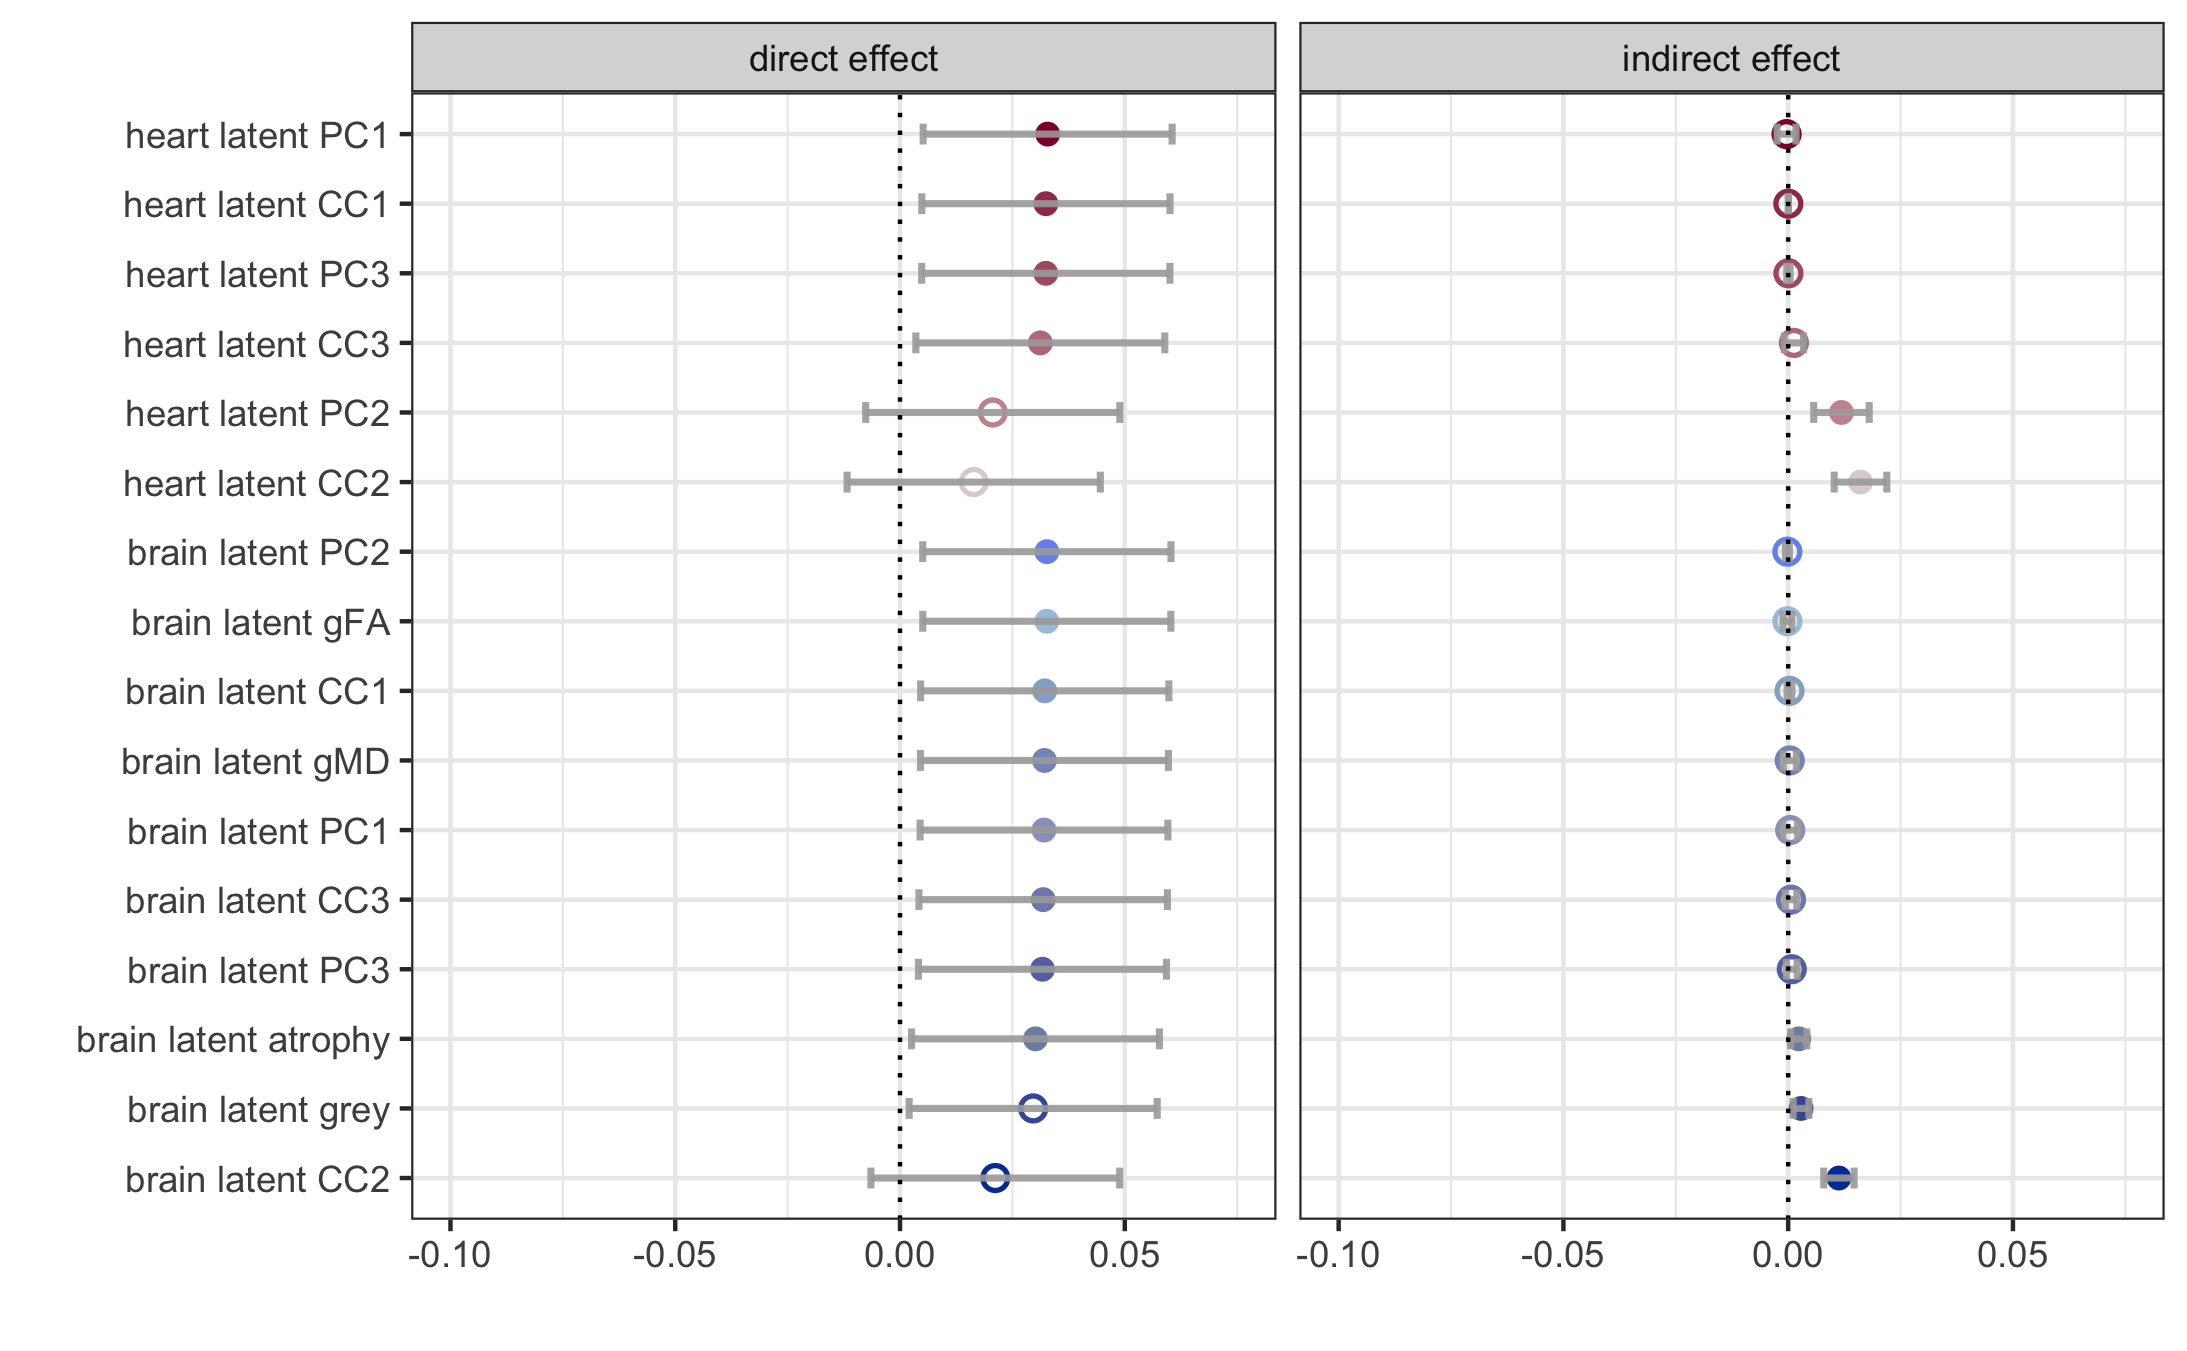 direct effect
indirect effect
heart latent PC1
heart latent CC1
heart latent PC3
heart latent CC3
heart latent PC2
heart latent CC2
brain latent PC2
brain latent gFA
brain latent CC1
brain latent gMD
brain latent PC1
brain latent CC3
brain latent PC3
brain latent atrophy
brain latent grey
brain latent CC2
-0.10 -0.05 0.00 0.05
-0.10 -0.05 0.00 0.05